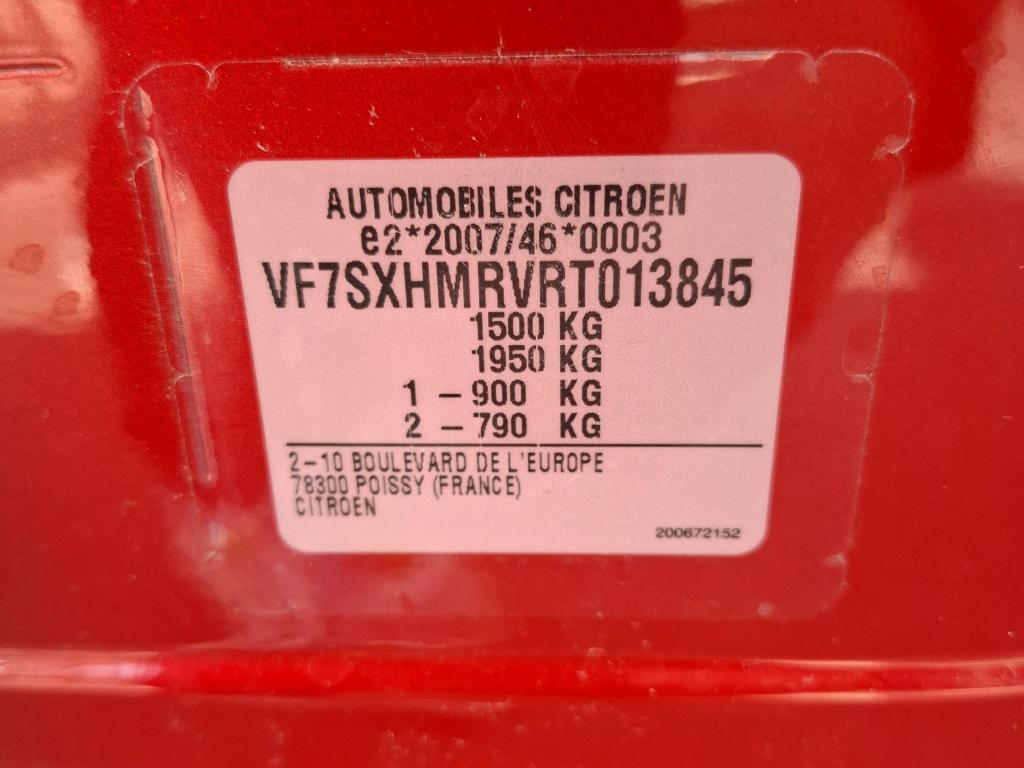 AUTOMOBILES CITROEN
e2*2007/46*0003
VF7SXHMRVRT013845
1500 KG
1950 KG
1 - 900 KG
2 - 790 KG
2-10 BOULEVARD DE L'EUROPE
78300 POISSY (FRANCE)
CITROEN
200672152